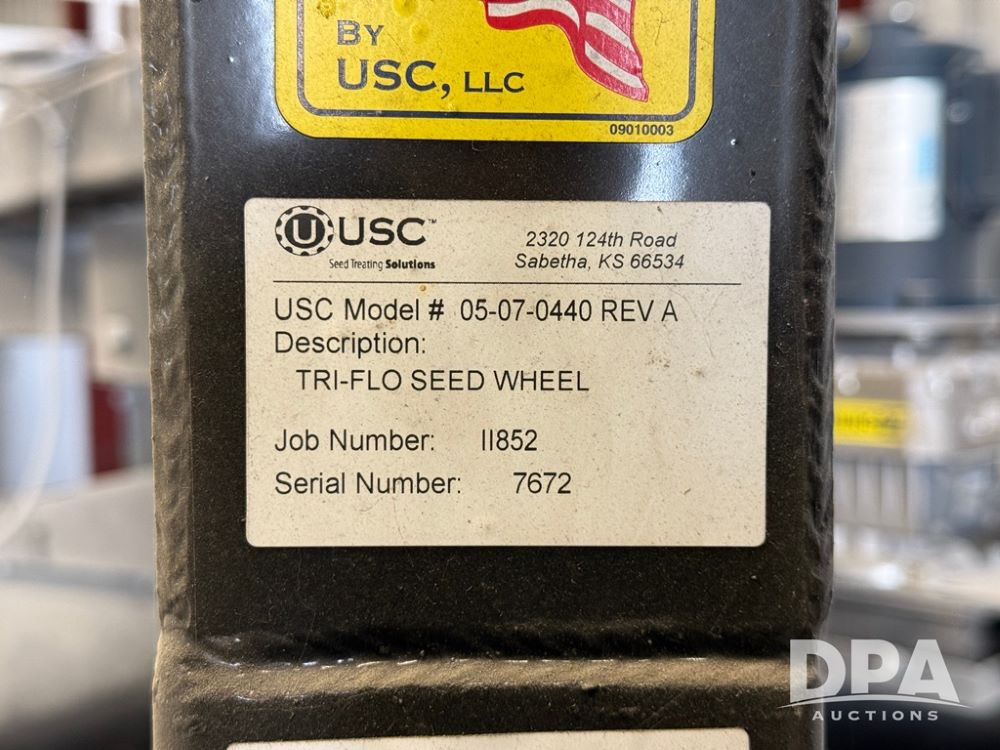 BY
USC, LLC
09010003
U USC™
Seed Treating Solutions
2320 124th Road
Sabetha, KS 66534
USC Model # 05-07-0440 REV A
Description:
TRI-FLO SEED WHEEL
Job Number: II852
Serial Number: 7672
DPA
AUCTIONS